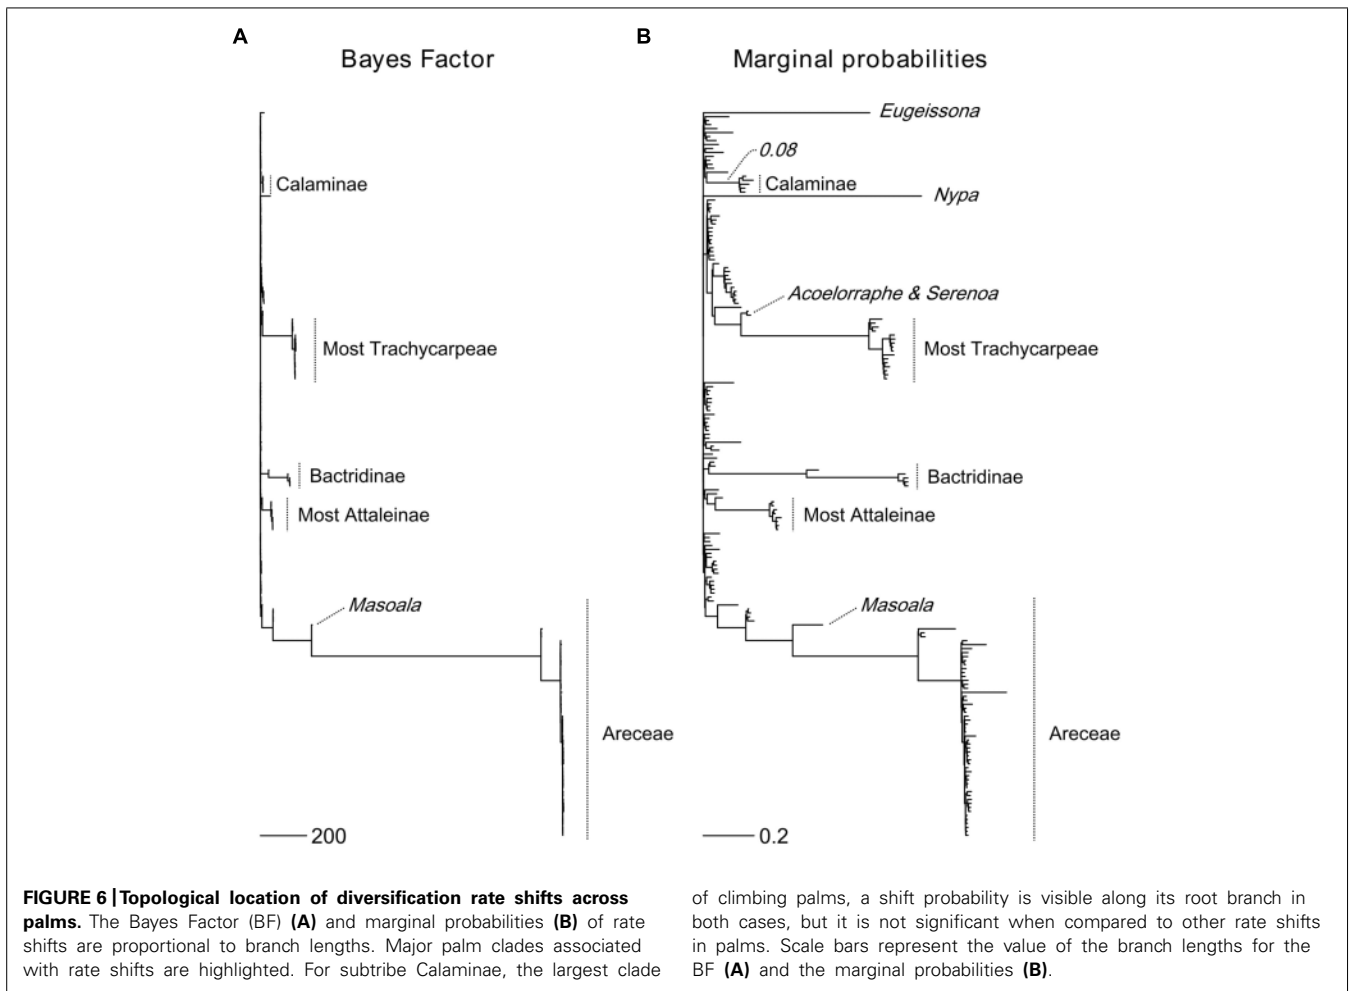 A
Bayes Factor
Calaminae
Most Trachycarpeae
Bactridinae
Most Attaleinae
Masoala
Areceae
200
B
Marginal probabilities
Eugeissona
0.08
Calaminae
Nypa
Acoelorraphe & Serenoa
Most Trachycarpeae
Bactridinae
Most Attaleinae
Masoala
Areceae
0.2
FIGURE 6 | Topological location of diversification rate shifts across
palms. The Bayes Factor (BF) (A) and marginal probabilities (B) of rate
shifts are proportional to branch lengths. Major palm clades associated
with rate shifts are highlighted. For subtribe Calaminae, the largest clade
of climbing palms, a shift probability is visible along its root branch in
both cases, but it is not significant when compared to other rate shifts
in palms. Scale bars represent the value of the branch lengths for the
BF (A) and the marginal probabilities (B).